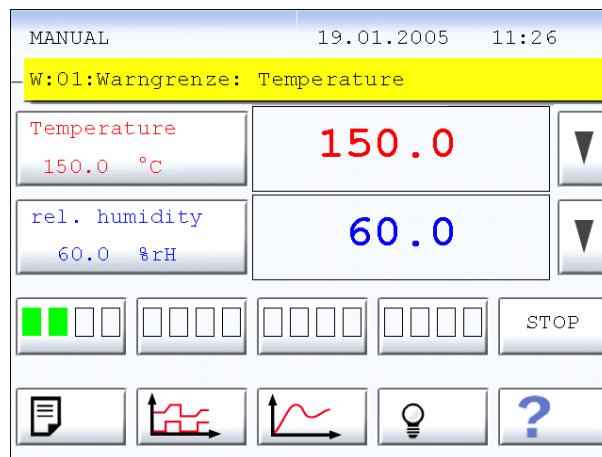 MANUAL 19.01.2005 11:26
W:01:Warngrenze: Temperature
Temperature
150.0 °C
150.0
rel. humidity
60.0 %rH
60.0
STOP
?